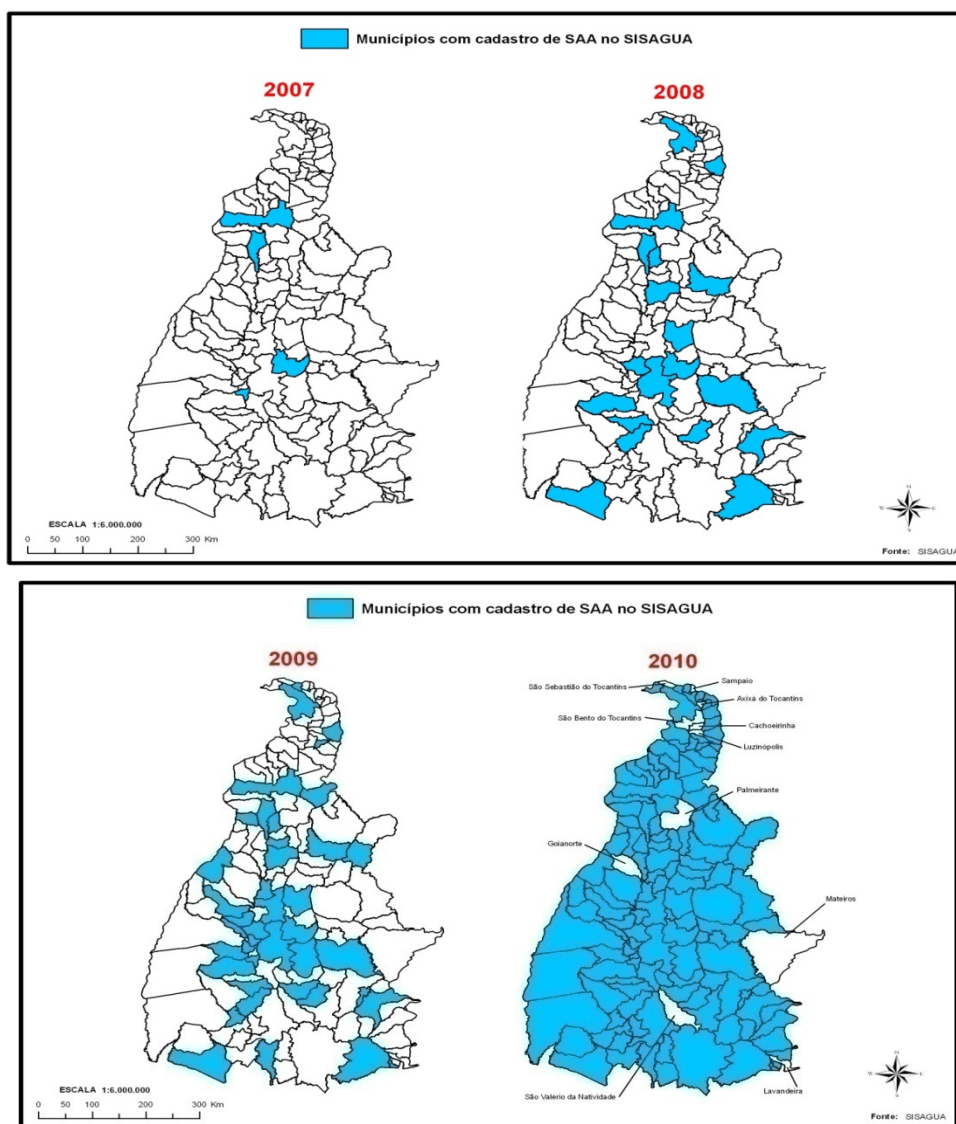 Municípios com cadastro de SAA no SISAGUA
2007
2008
ESCALA 1:6.000.000
0 50 100 200 300 Km
N
W
E
S
Fonte: SISAGUA
Municípios com cadastro de SAA no SISAGUA
2009
2010
São Sebastião do Tocantins
Sampaio
Axixá do Tocantins
São Bento do Tocantins
Cachoeirinha
Luzinópolis
Palmeirante
Goianorte
Mateiros
São Valério da Natividade
Lavandeira
ESCALA 1:6.000.000
0 50 100 200 300 Km
N
W
E
S
Fonte: SISAGUA